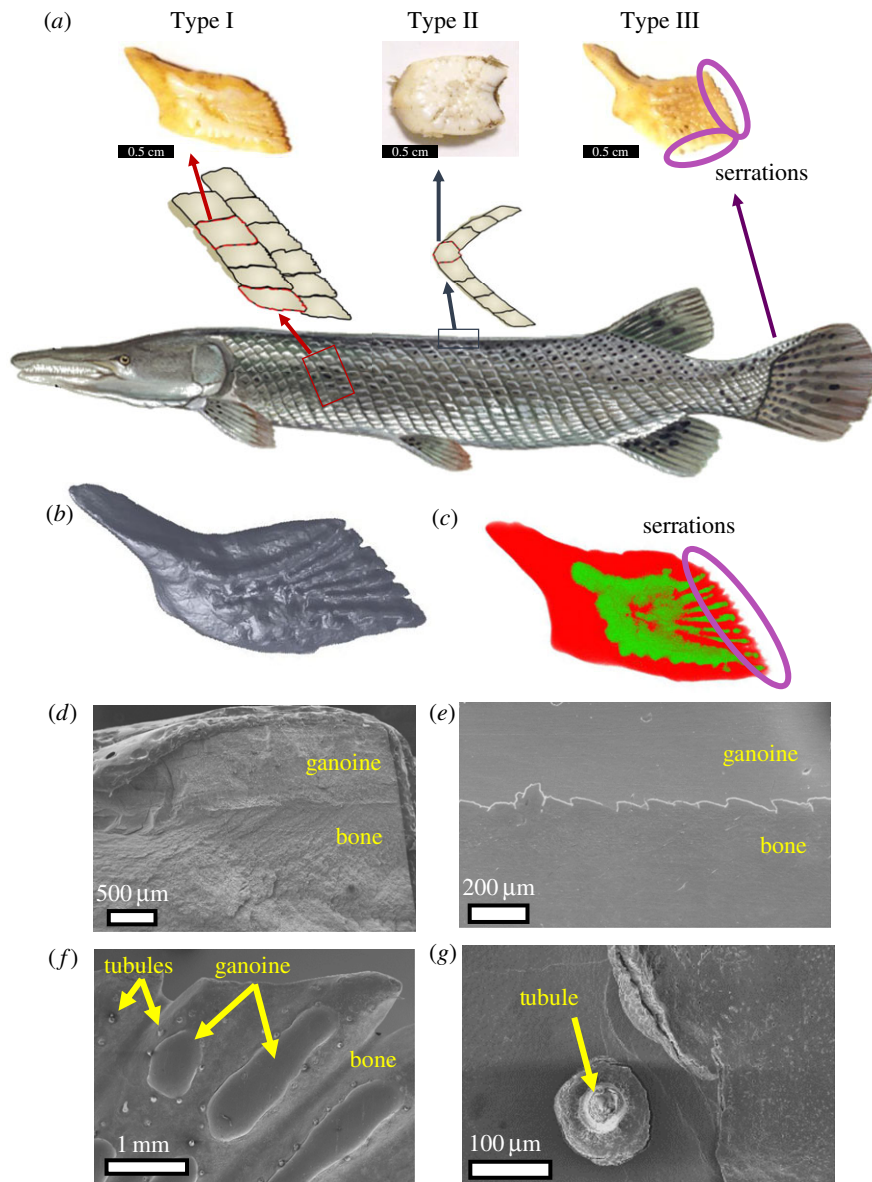 (a) Type I Type II Type III
0.5 cm 0.5 cm 0.5 cm
serrations
(b) (c) serrations
(d) (e)
ganoine ganoine
bone bone
500 µm 200 µm
(f) tubules ganoine (g)
tubule
bone
1 mm 100 µm